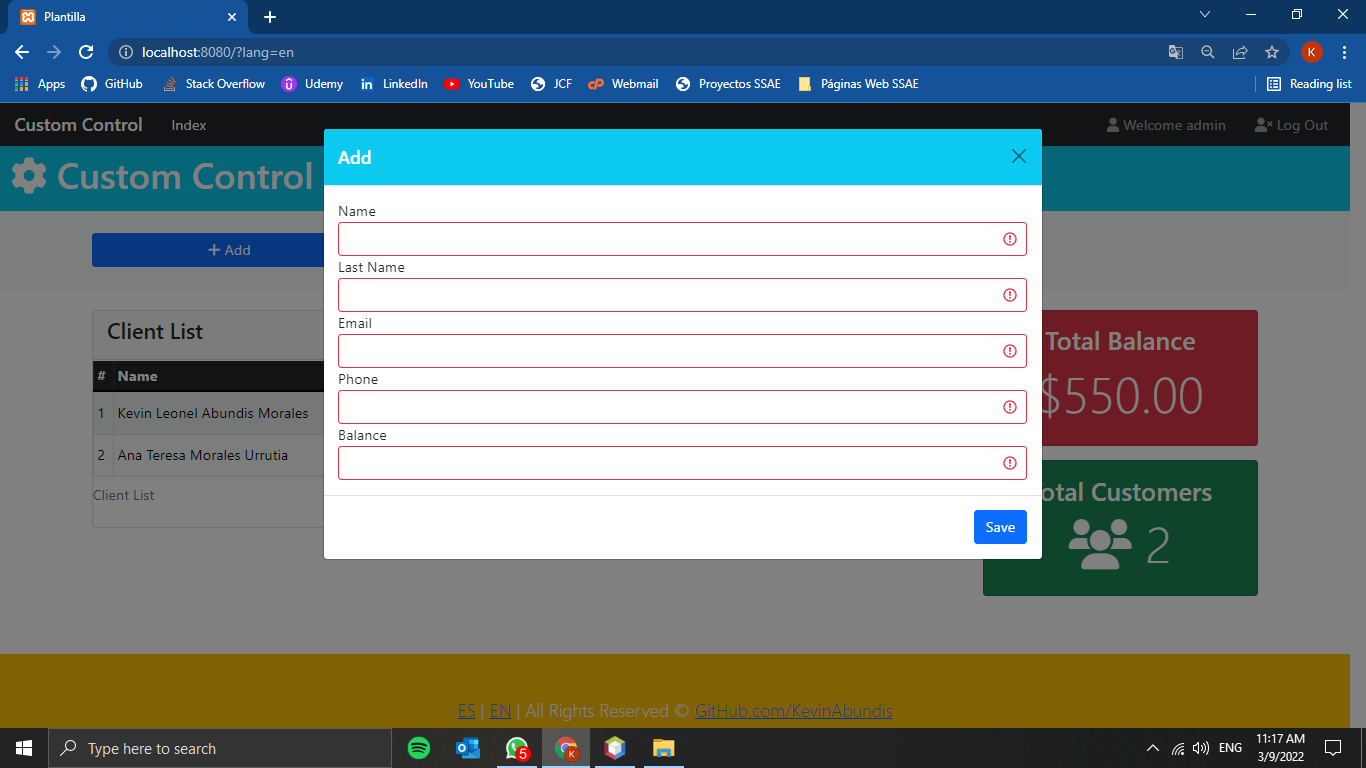 Plantilla
localhost:8080/?lang=en
K
Apps GitHub Stack Overflow Udemy LinkedIn YouTube JCF Webmail Proyectos SSAE Páginas Web SSAE Reading list
Custom Control Index Welcome admin Log Out
Custom Control
Add
Add
Name
Last Name
Email
Phone
Balance
Save
Client List
# Name
1 Kevin Leonel Abundis Morales
2 Ana Teresa Morales Urrutia
Client List
Total Balance
$550.00
otal Customers
2
ES | EN | All Rights Reserved © GitHub.com/KevinAbundis
Type here to search
5
K
ENG
11:17 AM
3/9/2022